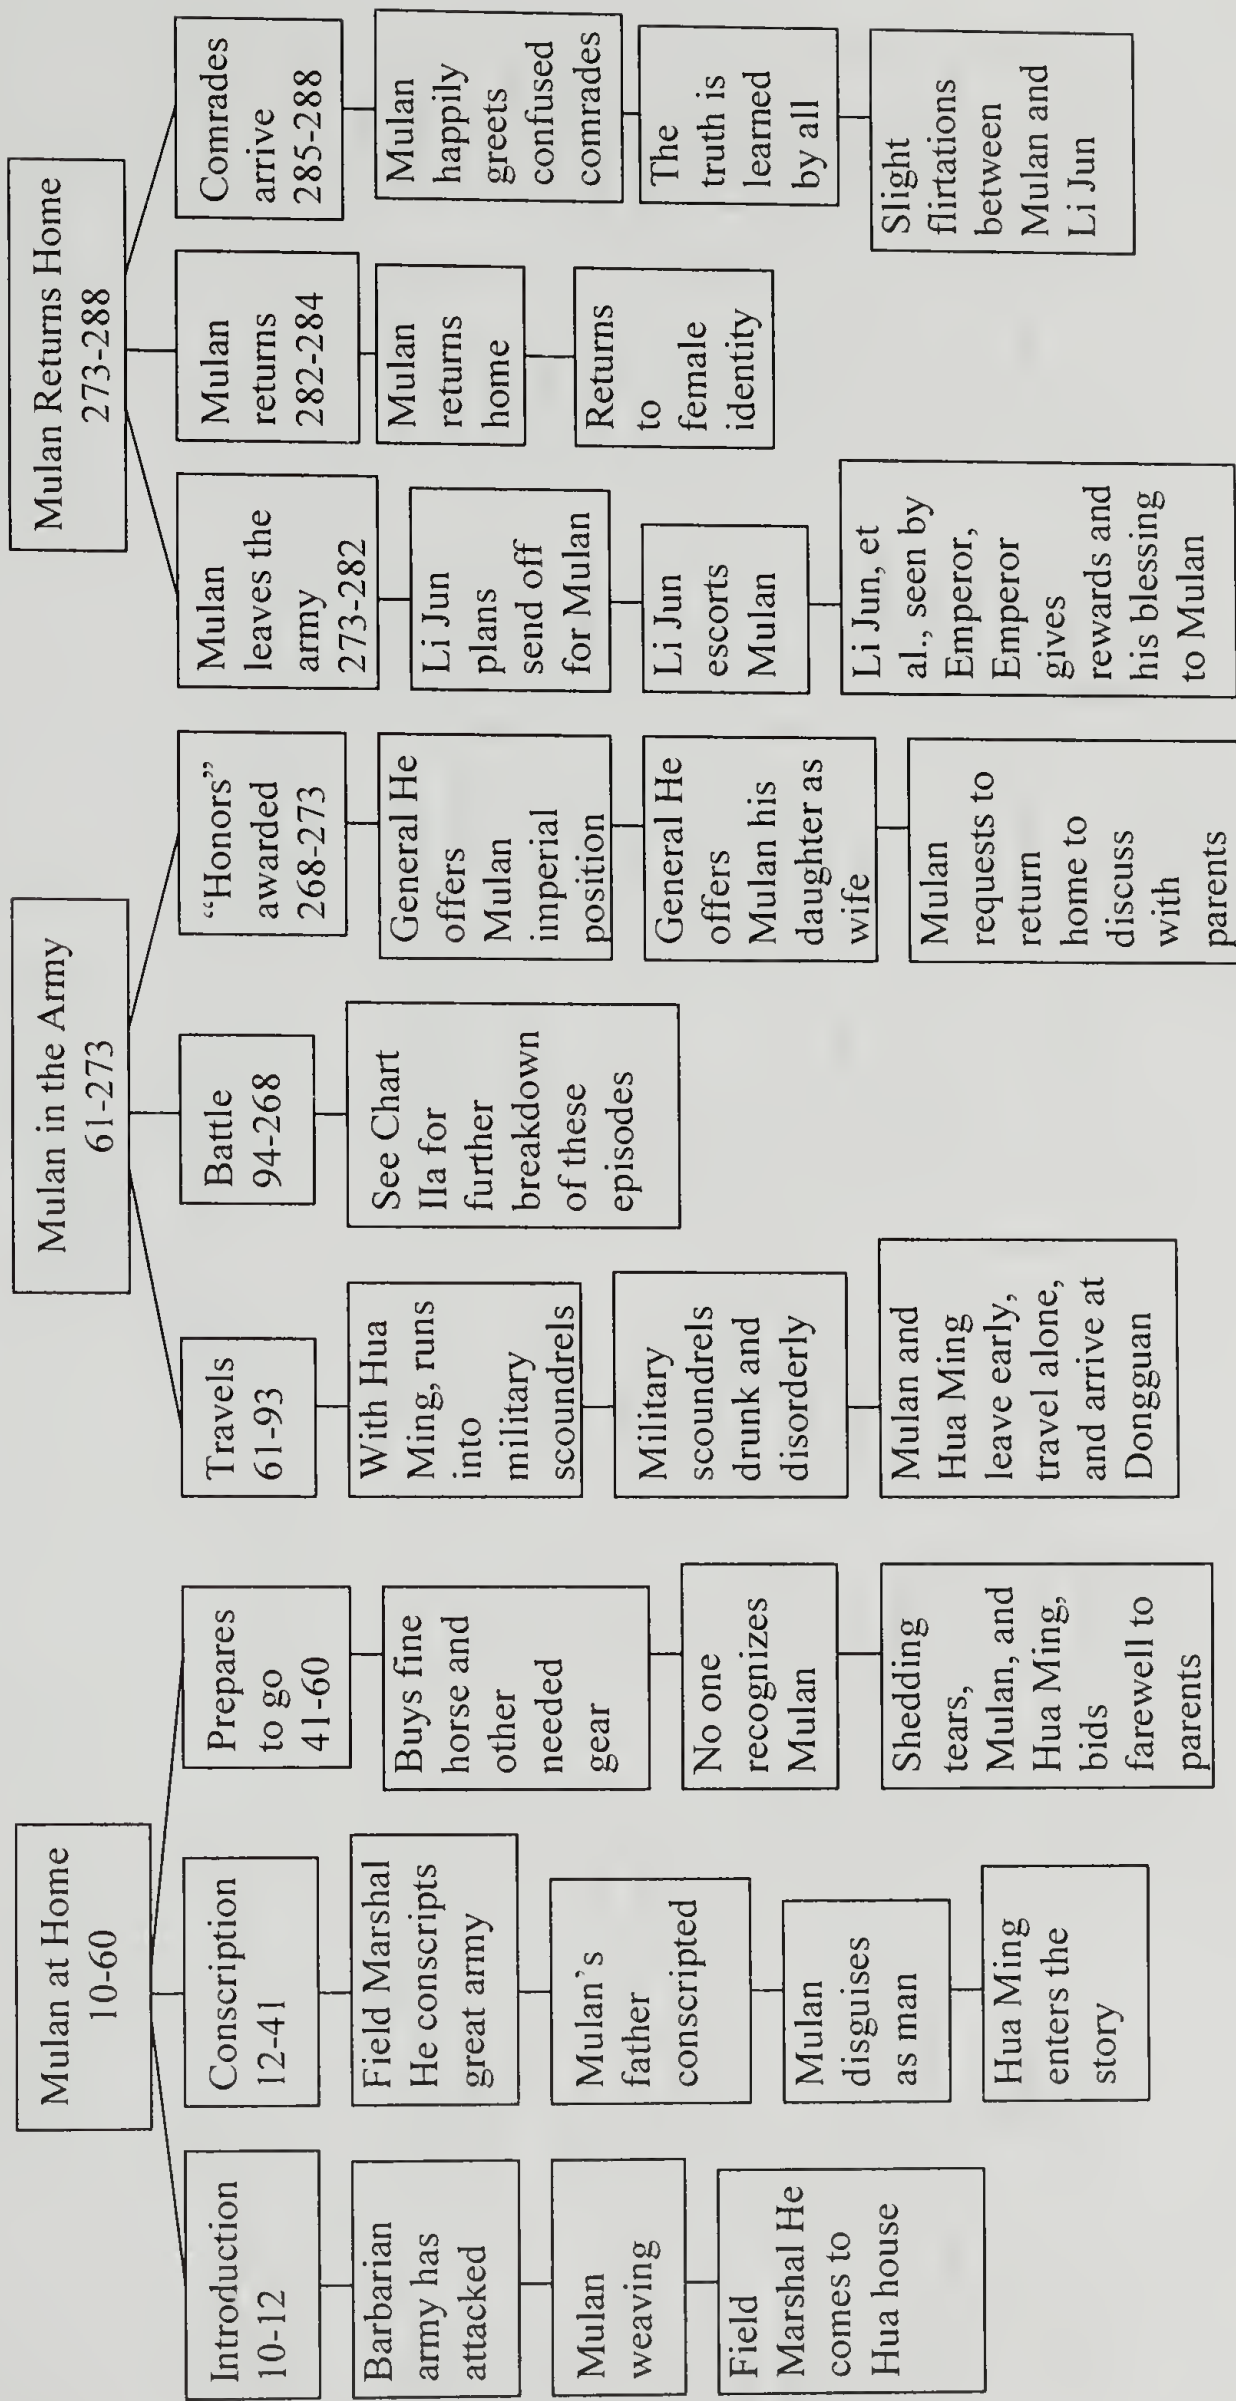 Mulan at Home
10-60
Introduction
10-12
Barbarian
army has
attacked
Mulan
weaving
Field
Marshal He
comes to
Hua house
Conscription
12-41
Field Marshal
He conscripts
great army
Mulan's
father
conscripted
Mulan
disguises
as man
Hua Ming
enters the
story
Prepares
to go
41-60
Buys fine
horse and
other
needed
gear
No one
recognizes
Mulan
Shedding
tears,
Mulan, and
Hua Ming,
bids
farewell to
parents
Mulan in the Army
61-273
Travels
61-93
With Hua
Ming, runs
into
military
scoundrels
Military
scoundrels
drunk and
disorderly
Mulan and
Hua Ming
leave early,
travel alone,
and arrive at
Dongguan
Battle
94-268
See Chart
IIa for
further
breakdown
of these
episodes
“Honors”
awarded
268-273
General He
offers
Mulan
imperial
position
General He
offers
Mulan his
daughter as
wife
Mulan
requests to
return
home to
discuss
with
parents
Mulan Returns Home
273-288
Mulan
leaves the
army
273-282
Li Jun
plans
send off
for Mulan
Li Jun
escorts
Mulan
Li Jun, et
al., seen by
Emperor,
Emperor
gives
rewards and
his blessing
to Mulan
Mulan
returns
282-284
Mulan
returns
home
Returns
to
female
identity
Comrades
arrive
285-288
Mulan
happily
greets
confused
comrades
The
truth is
learned
by all
Slight
flirtations
between
Mulan and
Li Jun